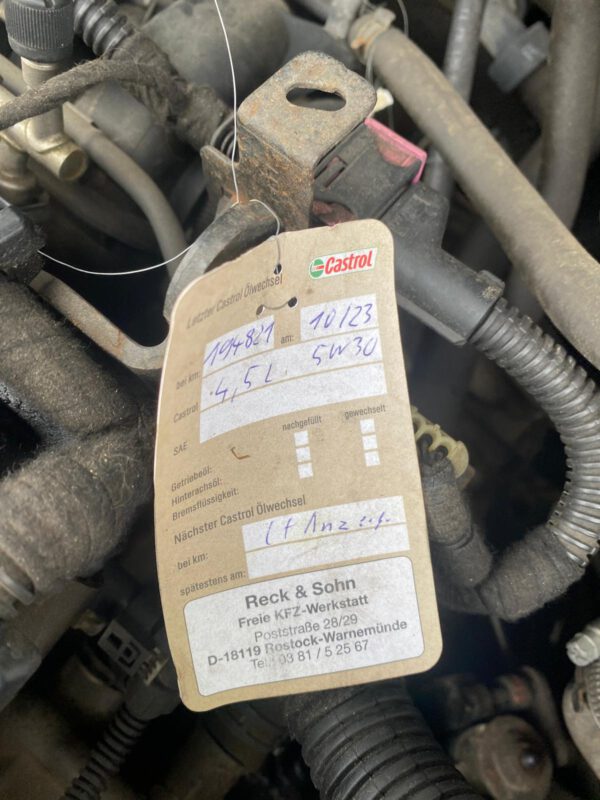 Castrol
Letzter Castrol Ölwechsel
bei km: 194821 am: 10/23
Castrol 4,5L. 5W30
SAE
nachgefüllt gewechselt
Getriebeöl:
Hinterachsöl:
Bremsflüssigkeit:
Nächster Castrol Ölwechsel
bei km: Lt Anzeige
spätestens am:
Reck & Sohn
Freie KFZ-Werkstatt
Poststraße 28/29
D-18119 Rostock-Warnemünde
Tel.: 03 81 / 5 25 67